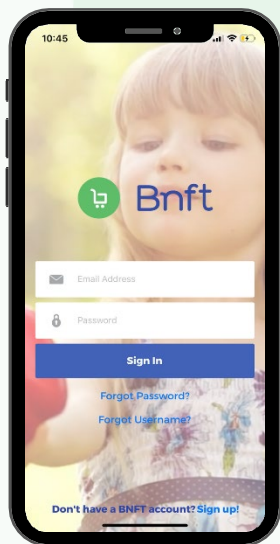 10:45
Bnft
Email Address
Password
Sign In
Forgot Password?
Forgot Username?
Don't have a BNFT account? Sign up!